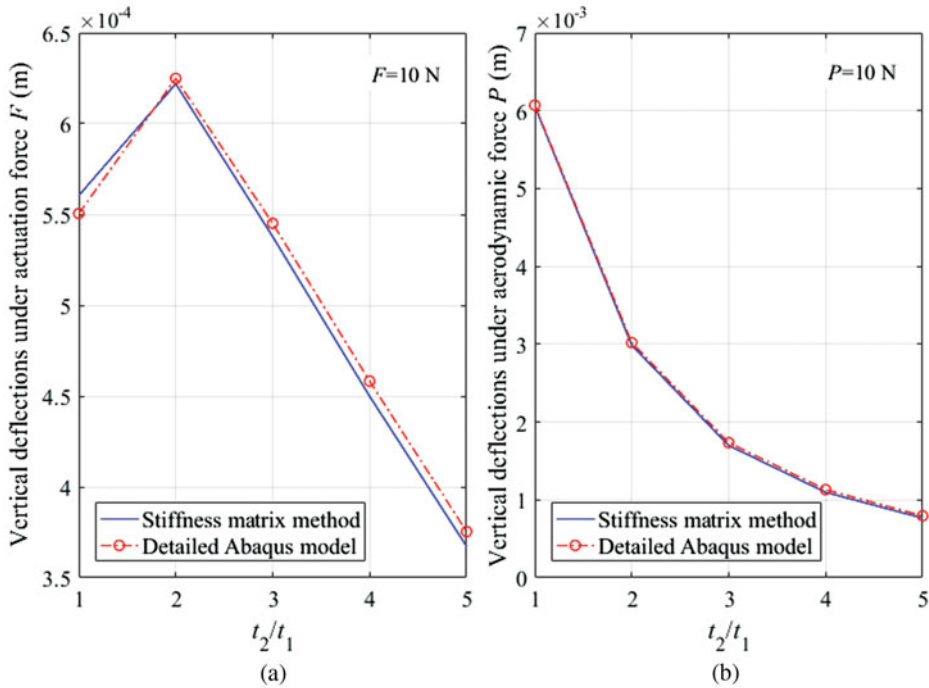 ×10⁻⁴
Vertical deflections under actuation force F (m)
6.5
6
5.5
5
4.5
4
3.5
F=10 N
Stiffness matrix method
Detailed Abaqus model
1 2 3 4 5
t₂/t₁
(a)
×10⁻³
Vertical deflections under aerodynamic force P (m)
7
6
5
4
3
2
1
0
P=10 N
Stiffness matrix method
Detailed Abaqus model
1 2 3 4 5
t₂/t₁
(b)